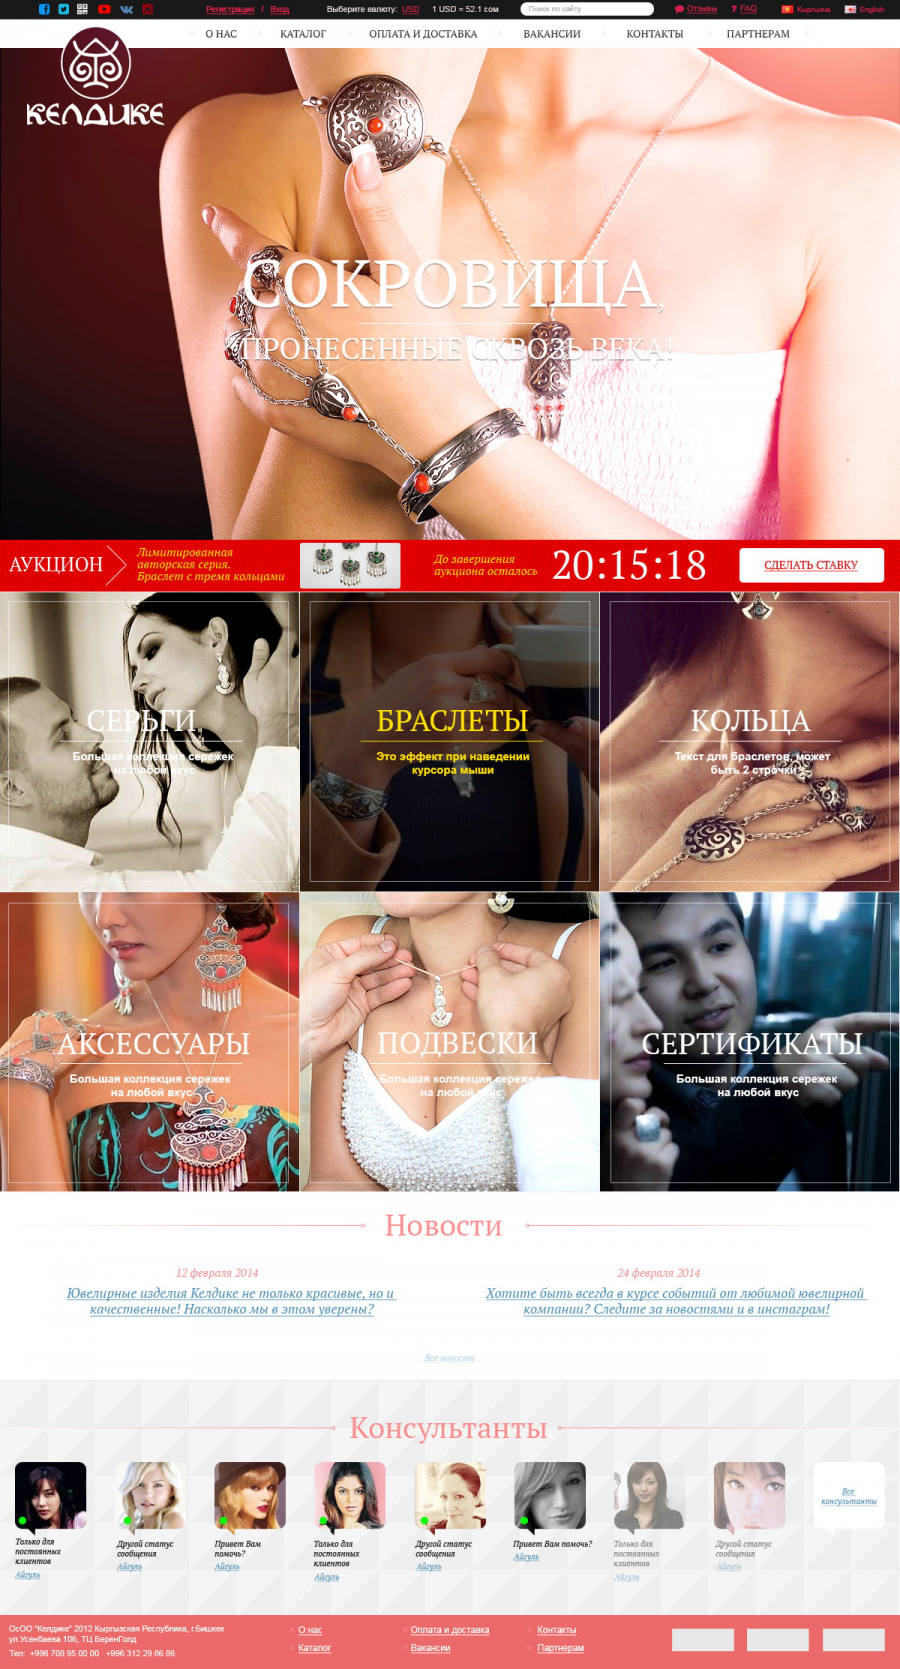 Регистрация / Вход
Выберите валюту: USD 1 USD = 52.1 сом
Поиск по сайту
Отзывы ? FAQ
Кыргызча English
О НАС КАТАЛОГ ОПЛАТА И ДОСТАВКА ВАКАНСИИ КОНТАКТЫ ПАРТНЕРАМ
КЕЛДИКЕ
СОКРОВИЩА,
ПРОНЕСЕННЫЕ СКВОЗЬ ВЕКА!
АУКЦИОН
Лимитированная
авторская серия.
Браслет с тремя кольцами
До завершения
аукциона осталось
20:15:18
СДЕЛАТЬ СТАВКУ
СЕРЬГИ
Большая коллекция сережек
на любой вкус
БРАСЛЕТЫ
Это эффект при наведении
курсора мыши
КОЛЬЦА
Текст для браслетов, может
быть 2 строчки
АКСЕССУАРЫ
Большая коллекция сережек
на любой вкус
ПОДВЕСКИ
Большая коллекция сережек
на любой вкус
СЕРТИФИКАТЫ
Большая коллекция сережек
на любой вкус
Новости
12 февраля 2014
Ювелирные изделия Келдике не только красивые, но и
качественные! Насколько мы в этом уверены?
24 февраля 2014
Хотите быть всегда в курсе событий от любимой ювелирной
компании? Следите за новостями и в инстаграм!
Все новости
Консультанты
Только для
постоянных
клиентов
Айгуль
Другой статус
сообщения
Айгуль
Привет Вам
помочь?
Айгуль
Только для
постоянных
клиентов
Айгуль
Другой статус
сообщения
Айгуль
Привет Вам помочь?
Айгуль
Только для
постоянных
клиентов
Айгуль
Другой статус
сообщения
Айгуль
Все
консультанты
ОсОО "Келдике" 2012 Кыргызская Республика, г.Бишкек
ул.Усенбаева 106, ТЦ БеренГолд
Тел: +996 708 95 00 00 +996 312 29 86 86
О нас
Каталог
Оплата и доставка
Вакансии
Контакты
Партнерам